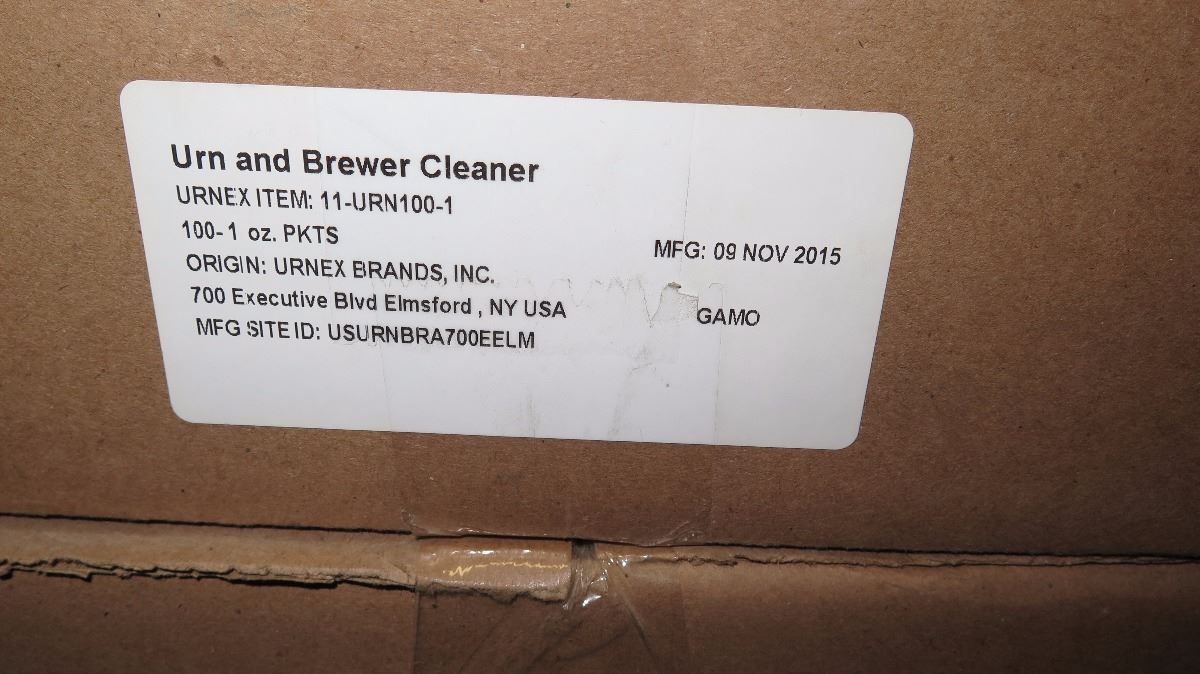 Urn and Brewer Cleaner
URNEX ITEM: 11-URN100-1
100-1 oz. PKTS
MFG: 09 NOV 2015
ORIGIN: URNEX BRANDS, INC.
700 Executive Blvd Elmsford , NY USA
GAMO
MFG SITE ID: USURNBRA700EELM